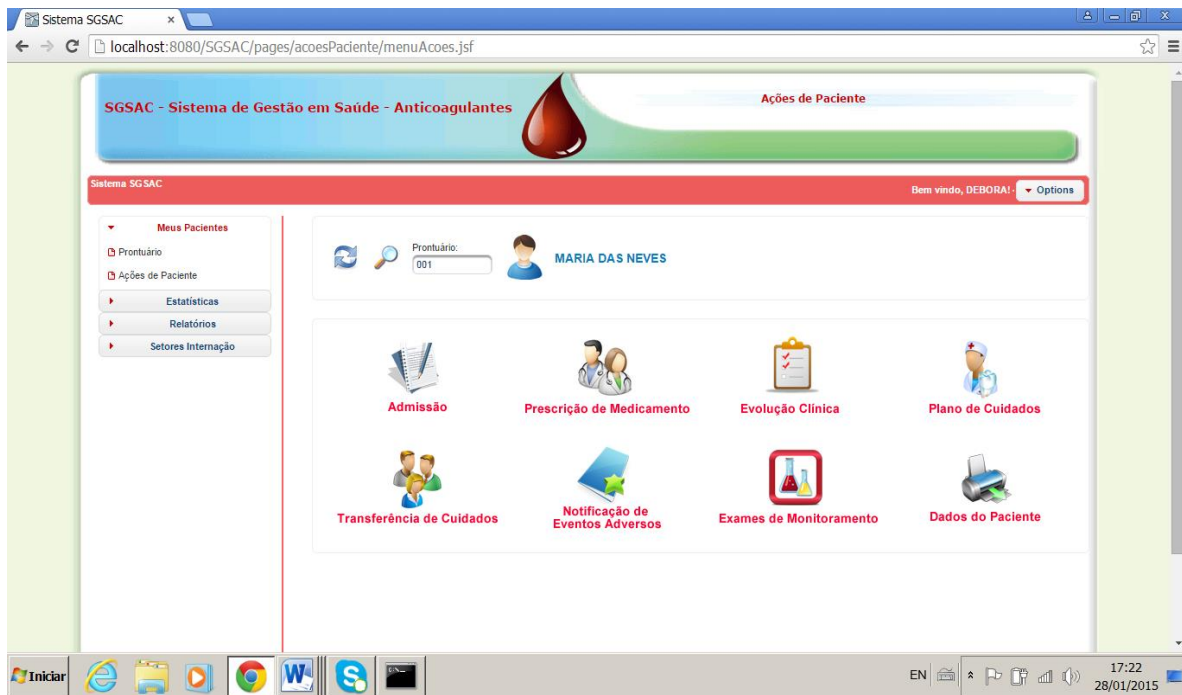 Sistema SGSAC
localhost:8080/SGSAC/pages/acoesPaciente/menuAcoes.jsf
SGSAC - Sistema de Gestão em Saúde - Anticoagulantes
Ações de Paciente
Sistema SGSAC
Bem vindo, DEBORA! -
Options
Meus Pacientes
Prontuário
Ações de Paciente
Estatísticas
Relatórios
Setores Internação
Prontuário:
001
MARIA DAS NEVES
Admissão
Prescrição de Medicamento
Evolução Clínica
Plano de Cuidados
Transferência de Cuidados
Notificação de
Eventos Adversos
Exames de Monitoramento
Dados do Paciente
Iniciar
EN
17:22
28/01/2015